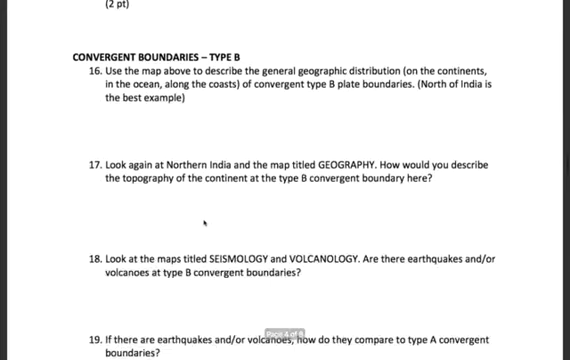 (2 pt)
CONVERGENT BOUNDARIES – TYPE B
16. Use the map above to describe the general geographic distribution (on the continents,
in the ocean, along the coasts) of convergent type B plate boundaries. (North of India is
the best example)
17. Look again at Northern India and the map titled GEOGRAPHY. How would you describe
the topography of the continent at the type B convergent boundary here?
18. Look at the maps titled SEISMOLOGY and VOLCANOLOGY. Are there earthquakes and/or
volcanoes at type B convergent boundaries?
Page 4 of 8
19. If there are earthquakes and/or volcanoes, how do they compare to type A convergent
boundaries?